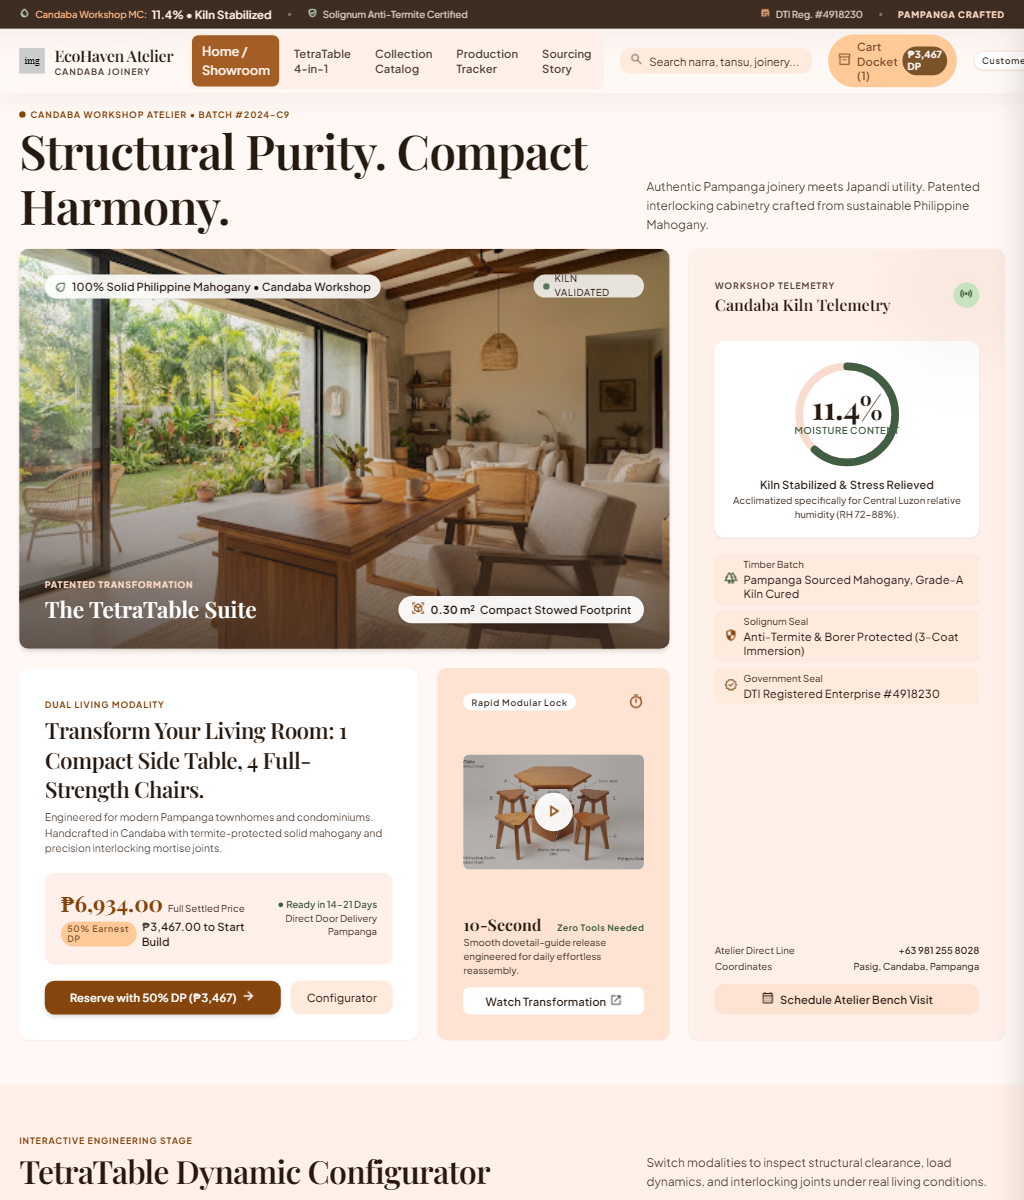 Candaba Workshop MC: 11.4% • Kiln Stabilized • Solignum Anti-Termite Certified
DTI Reg. #4918230 • PAMPANGA CRAFTED
img
EcoHaven Atelier
CANDABA JOINERY
Home /
Showroom
TetraTable
4-in-1
Collection
Catalog
Production
Tracker
Sourcing
Story
Search narra, tansu, joinery...
Cart
Docket
(1)
₱3,467
DP
Custome
CANDABA WORKSHOP ATELIER • BATCH #2024-C9
Structural Purity. Compact
Harmony.
Authentic Pampanga joinery meets Japandi utility. Patented
interlocking cabinetry crafted from sustainable Philippine
Mahogany.
100% Solid Philippine Mahogany • Candaba Workshop
KILN
VALIDATED
PATENTED TRANSFORMATION
The TetraTable Suite
0.30 m² Compact Stowed Footprint
WORKSHOP TELEMETRY
Candaba Kiln Telemetry
11.4%
MOISTURE CONTENT
Kiln Stabilized & Stress Relieved
Acclimatized specifically for Central Luzon relative
humidity (RH 72–88%).
Timber Batch
Pampanga Sourced Mahogany, Grade-A
Kiln Cured
Solignum Seal
Anti-Termite & Borer Protected (3-Coat
Immersion)
Government Seal
DTI Registered Enterprise #4918230
Atelier Direct Line +63 981 255 8028
Coordinates Pasig, Candaba, Pampanga
Schedule Atelier Bench Visit
DUAL LIVING MODALITY
Transform Your Living Room: 1
Compact Side Table, 4 Full-
Strength Chairs.
Engineered for modern Pampanga townhomes and condominiums.
Handcrafted in Candaba with termite-protected solid mahogany and
precision interlocking mortise joints.
₱6,934.00 Full Settled Price
50% Earnest
DP
₱3,467.00 to Start
Build
• Ready in 14–21 Days
Direct Door Delivery
Pampanga
Reserve with 50% DP (₱3,467)
Configurator
Rapid Modular Lock
10-Second Zero Tools Needed
Smooth dovetail-guide release
engineered for daily effortless
reassembly.
Watch Transformation
INTERACTIVE ENGINEERING STAGE
TetraTable Dynamic Configurator
Switch modalities to inspect structural clearance, load
dynamics, and interlocking joints under real living conditions.